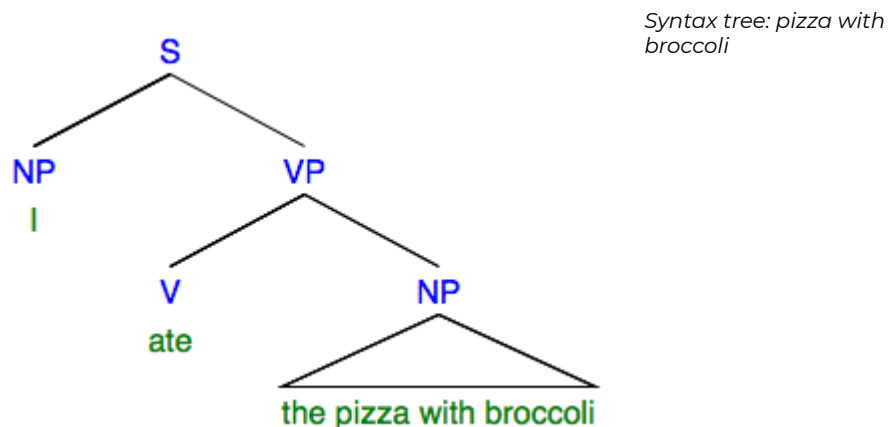 Syntax tree: pizza with
broccoli
S
NP VP
I
V NP
ate
the pizza with broccoli